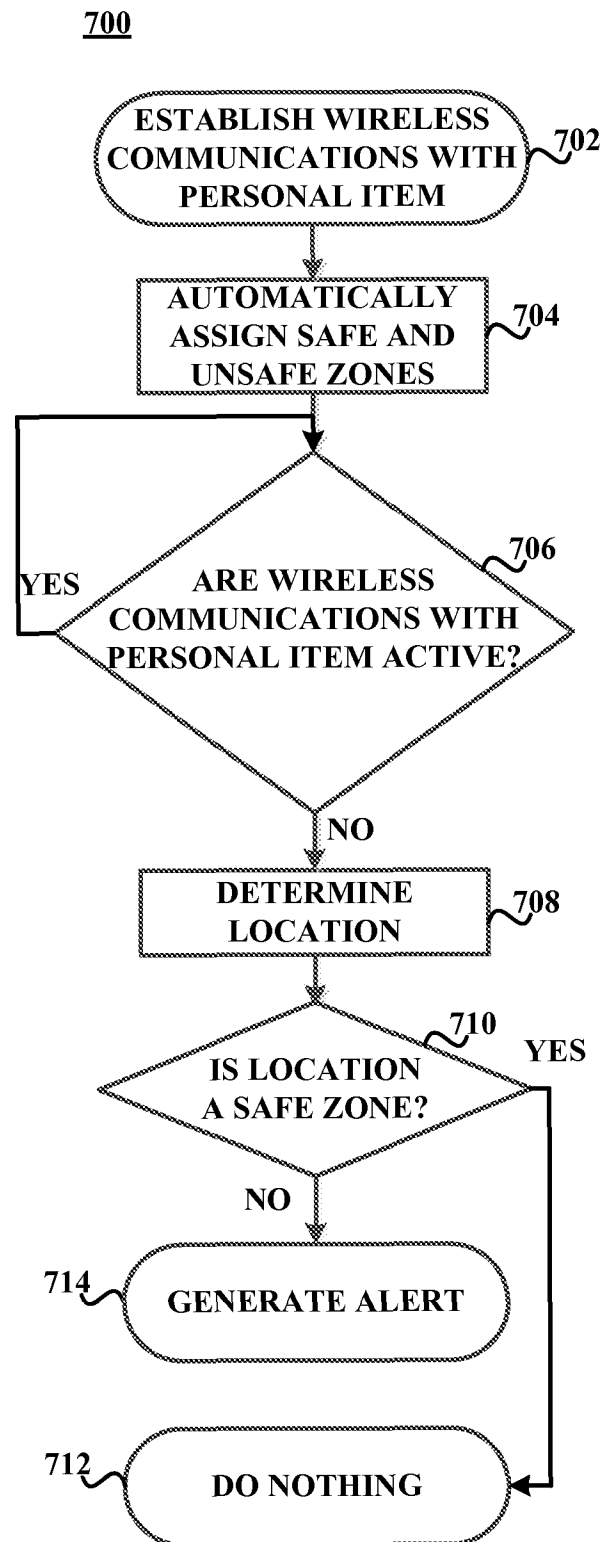 700
ESTABLISH WIRELESS
COMMUNICATIONS WITH
PERSONAL ITEM
702
AUTOMATICALLY
ASSIGN SAFE AND
UNSAFE ZONES
704
706
YES
ARE WIRELESS
COMMUNICATIONS WITH
PERSONAL ITEM ACTIVE?
NO
DETERMINE
LOCATION
708
710
YES
IS LOCATION
A SAFE ZONE?
NO
714
GENERATE ALERT
712
DO NOTHING